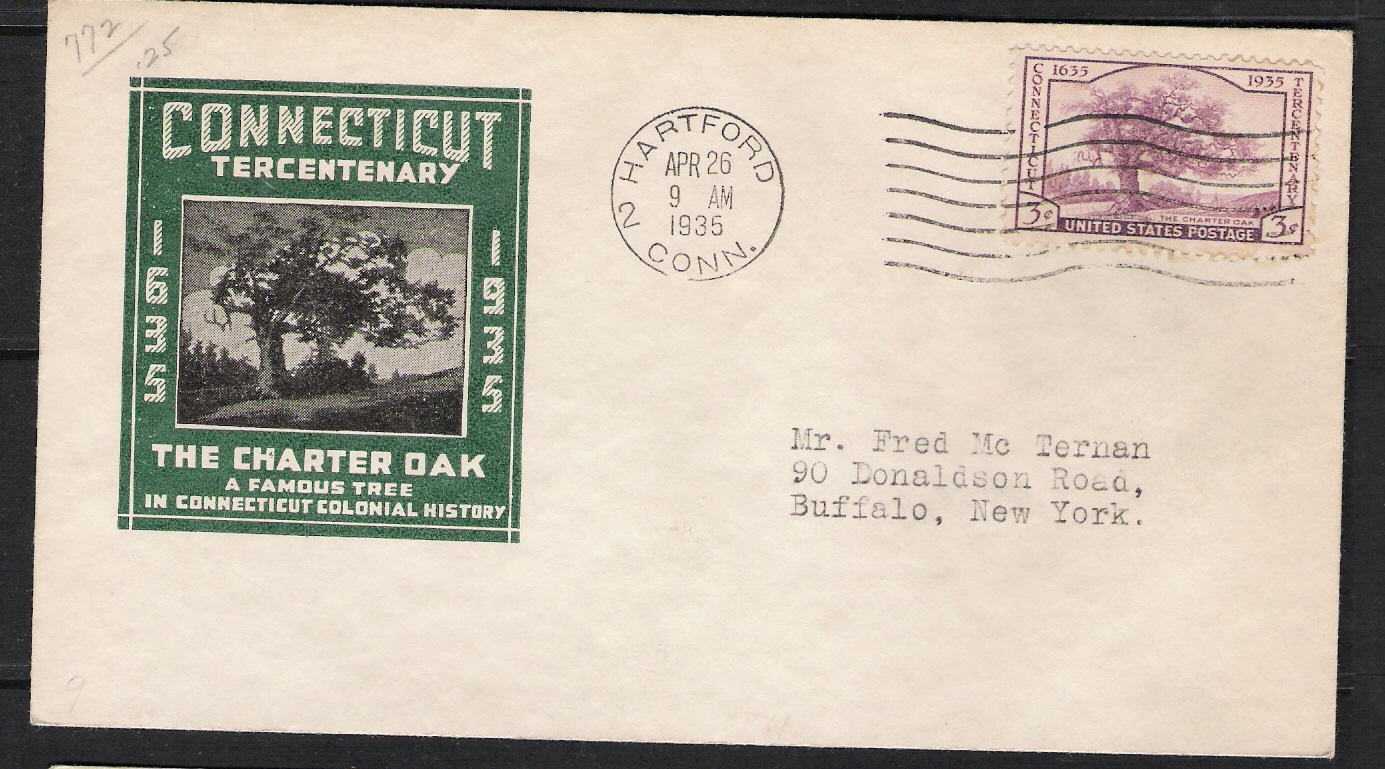 772
.25
CONNECTICUT
TERCENTENARY
1635
1935
THE CHARTER OAK
A FAMOUS TREE
IN CONNECTICUT COLONIAL HISTORY
HARTFORD
APR 26
9 AM
1935
2 CONN.
1635 1935
CONNECTICUT
TERCENTENARY
THE CHARTER OAK
3¢ UNITED STATES POSTAGE 3¢
Mr. Fred Mc Ternan
90 Donaldson Road,
Buffalo, New York.
9